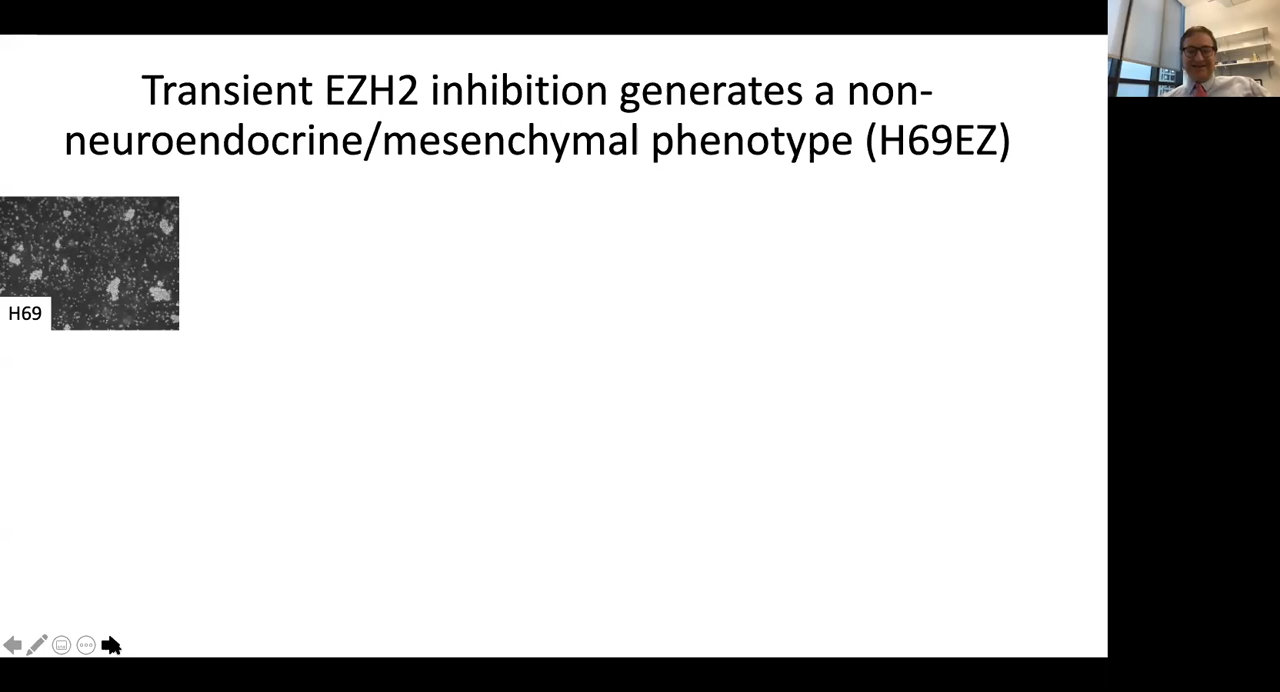 Transient EZH2 inhibition generates a non-
neuroendocrine/mesenchymal phenotype (H69EZ)
H69